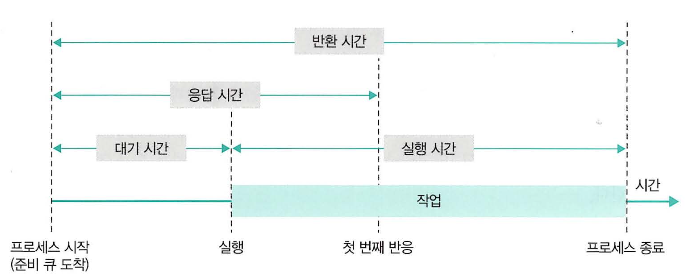 반환 시간
응답 시간
대기 시간
실행 시간
작업
시간
프로세스 시작
(준비 큐 도착)
실행
첫 번째 반응
프로세스 종료